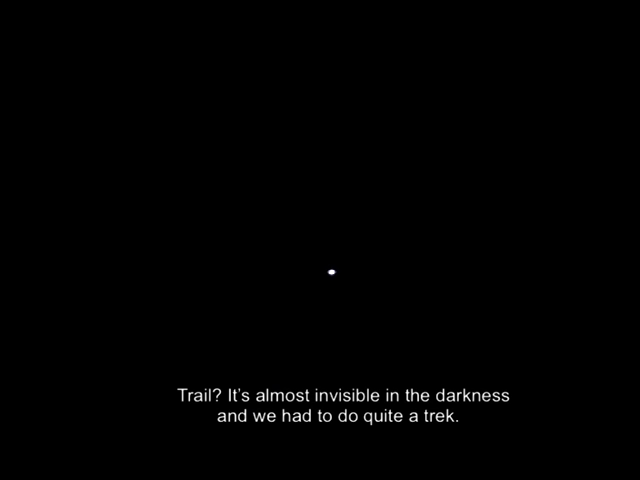 Trail? It’s almost invisible in the darkness
and we had to do quite a trek.